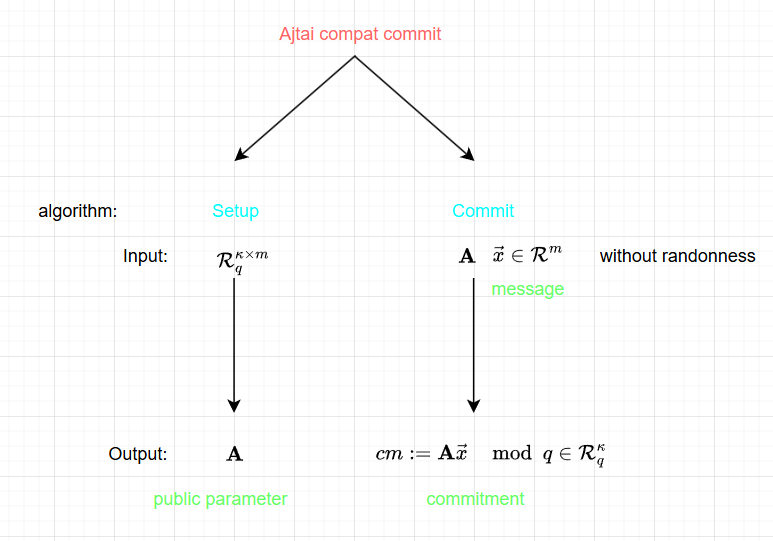 Ajtai compat commit
algorithm: Setup Commit
Input: $\mathcal{R}_q^{\kappa \times m}$ $\mathbf{A}$ $\vec{x} \in \mathcal{R}^m$ without randonness
message
Output: $\mathbf{A}$ $cm := \mathbf{A}\vec{x} \mod q \in \mathcal{R}_q^{\kappa}$
public parameter commitment